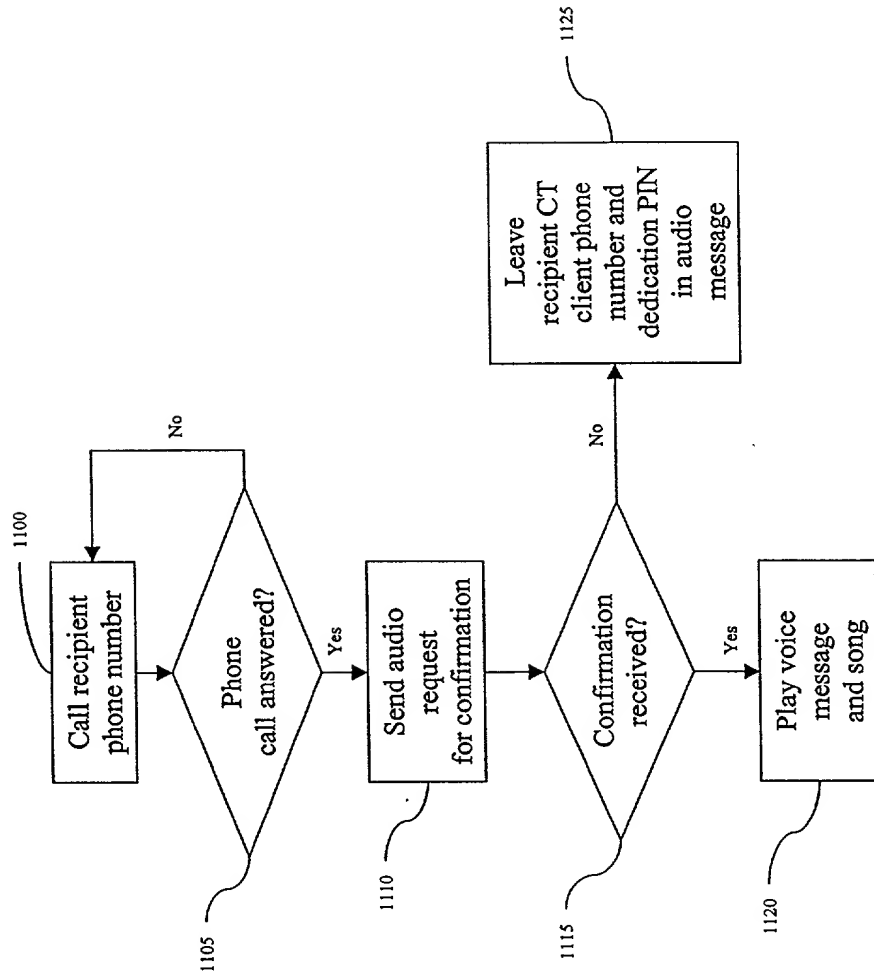 1100
Call recipient
phone number
No
Phone
call answered?
1105
Yes
Send audio
request
for confirmation
1110
Confirmation
received?
1115
No
Leave
recipient CT
client phone
number and
dedication PIN
in audio
message
1125
Yes
Play voice
message
and song
1120